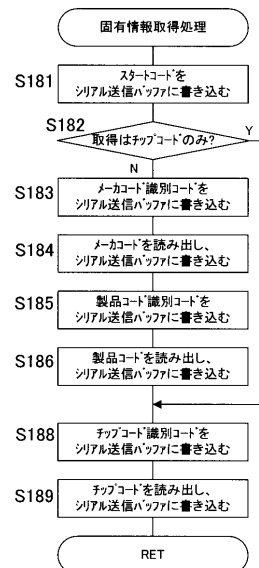 固有情報取得処理
S181
スタートコードを
シリアル送信バッファに書き込む
S182
取得はチップコードのみ?
Y
N
S183
メーカコード識別コードを
シリアル送信バッファに書き込む
S184
メーカコードを読み出し、
シリアル送信バッファに書き込む
S185
製品コード識別コードを
シリアル送信バッファに書き込む
S186
製品コードを読み出し、
シリアル送信バッファに書き込む
S188
チップコード識別コードを
シリアル送信バッファに書き込む
S189
チップコードを読み出し、
シリアル送信バッファに書き込む
RET